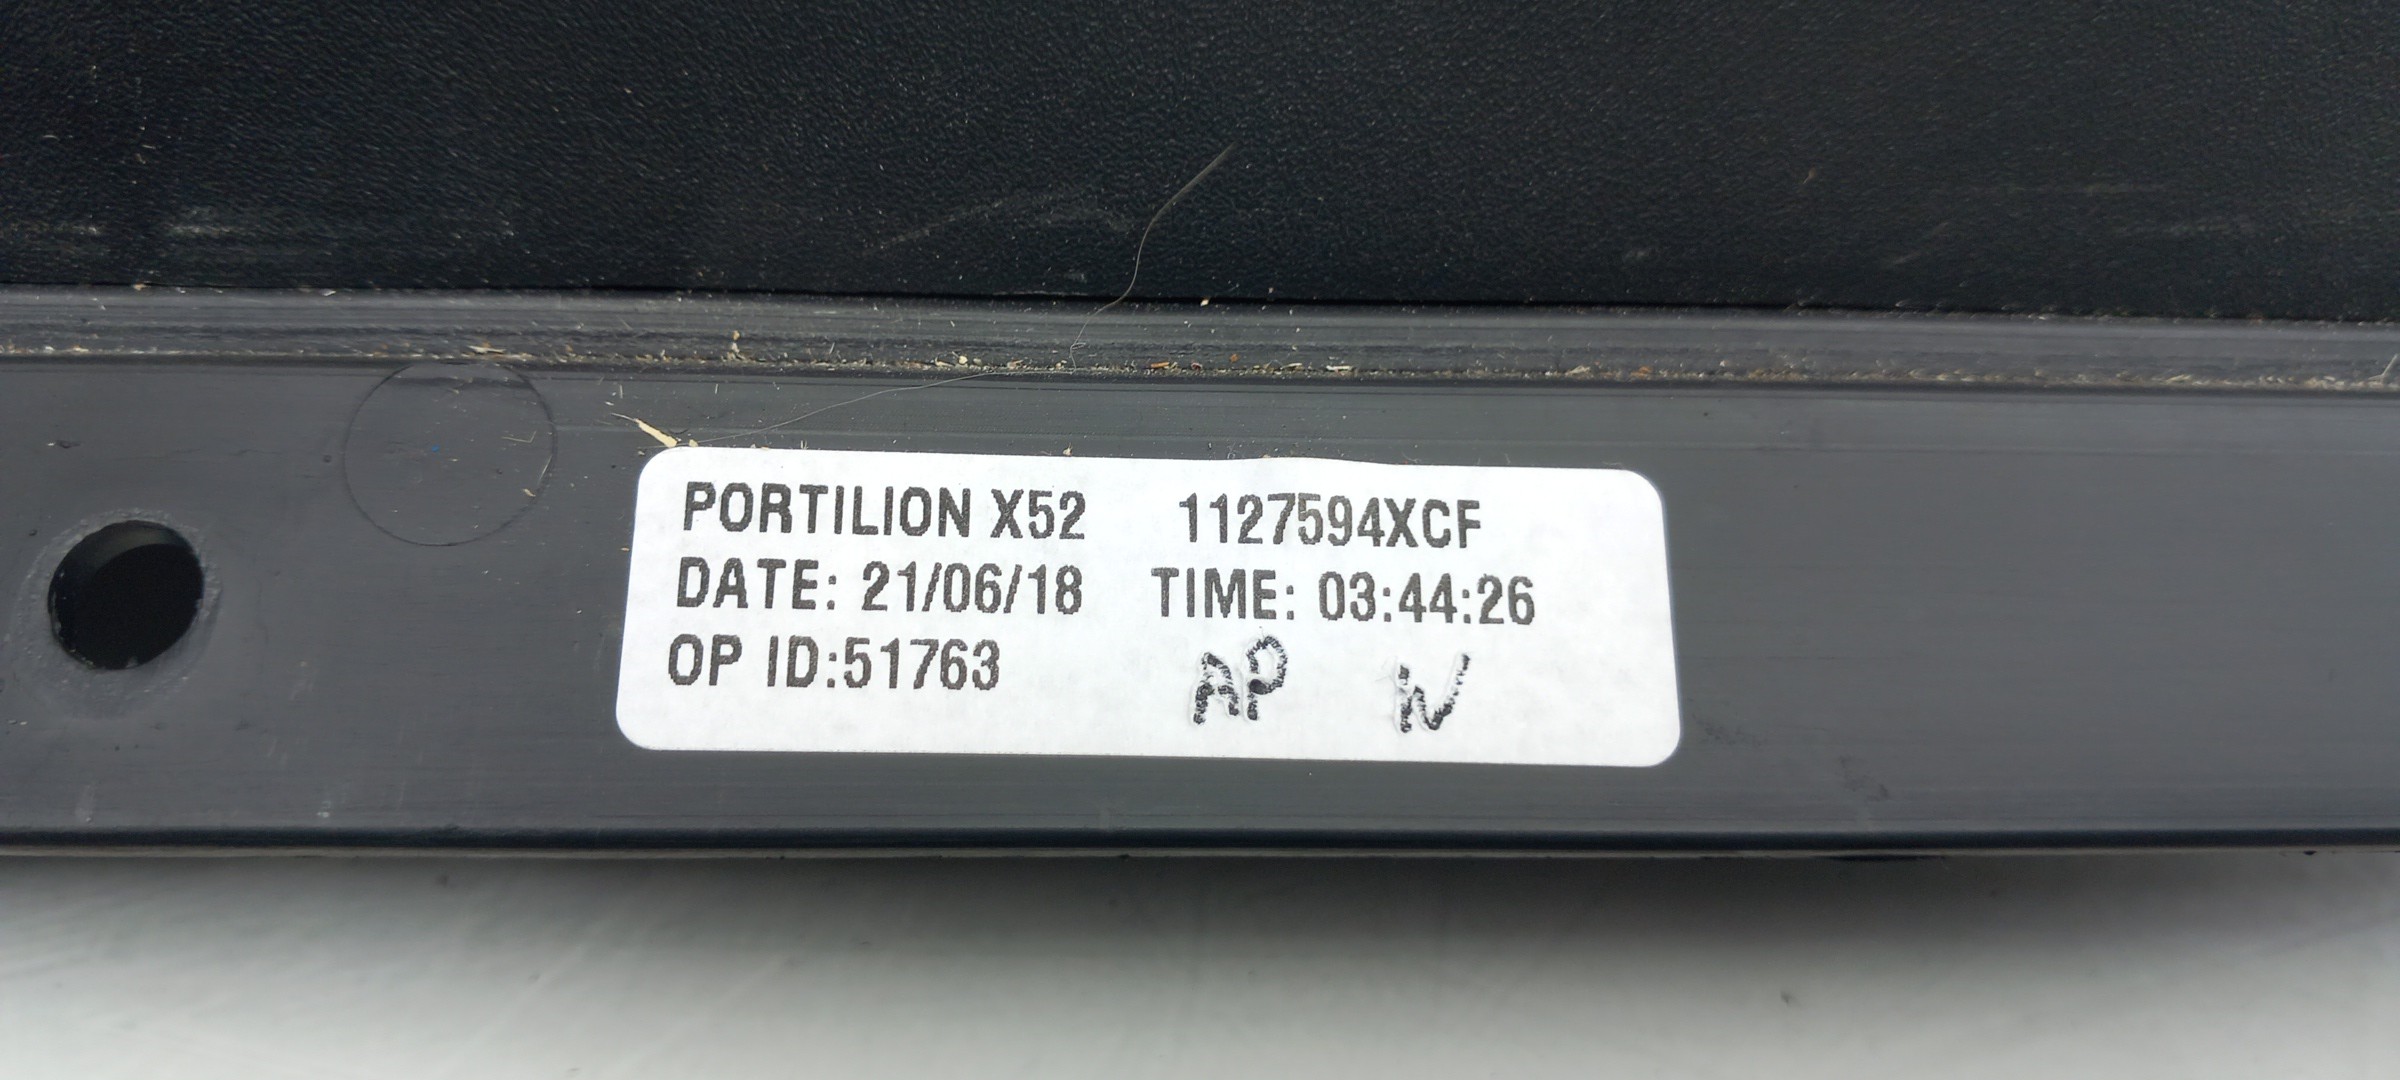 PORTILION X52 1127594XCF
DATE: 21/06/18 TIME: 03:44:26
OP ID:51763 AP W